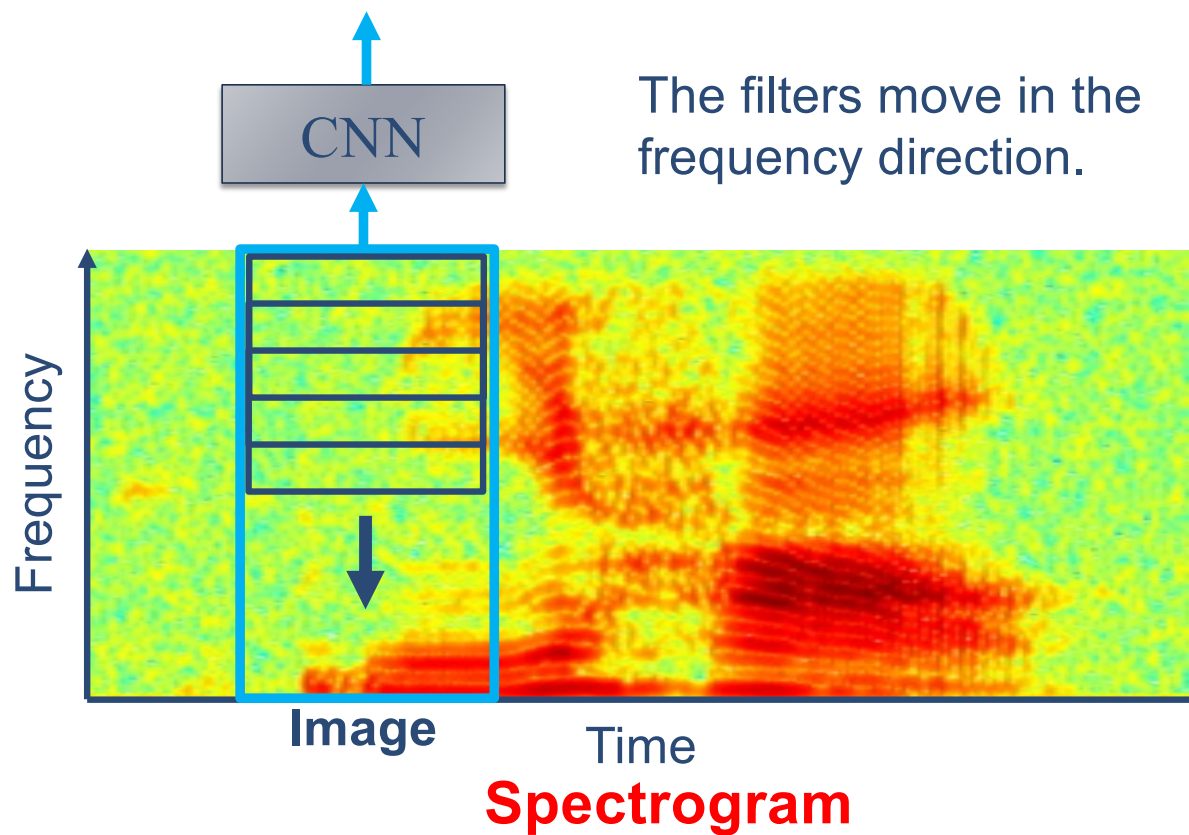 CNN
The filters move in the
frequency direction.
Frequency
Image
Time
Spectrogram